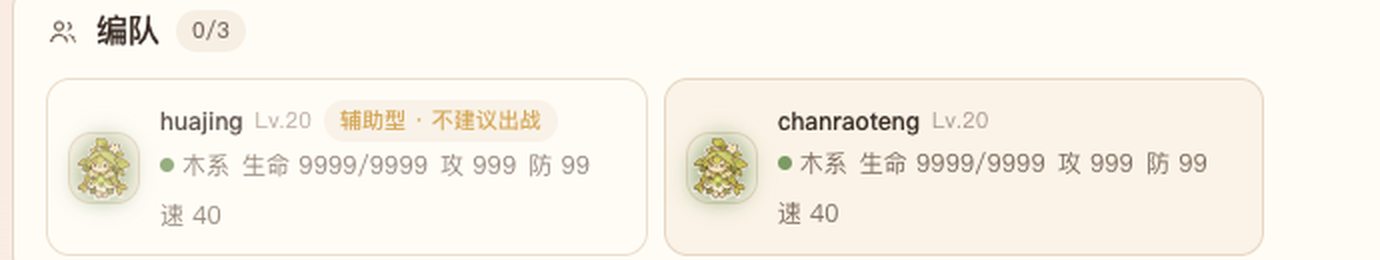 编队 0/3
huajing Lv.20 辅助型 · 不建议出战
木系 生命 9999/9999 攻 999 防 99
速 40
chanraoteng Lv.20
木系 生命 9999/9999 攻 999 防 99
速 40